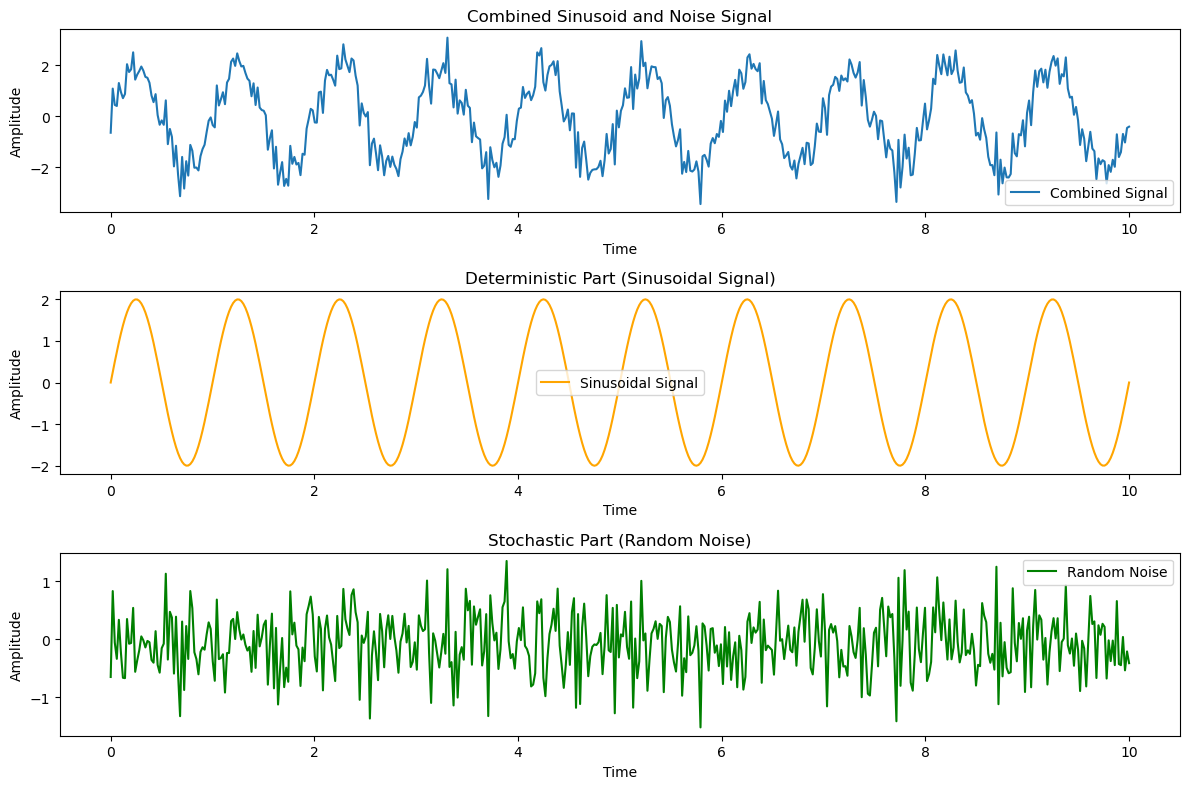 Combined Sinusoid and Noise Signal
Amplitude
2
0
−2
Combined Signal
0 2 4 6 8 10
Time
Deterministic Part (Sinusoidal Signal)
Amplitude
2
1
0
−1
−2
Sinusoidal Signal
0 2 4 6 8 10
Time
Stochastic Part (Random Noise)
Amplitude
1
0
−1
Random Noise
0 2 4 6 8 10
Time